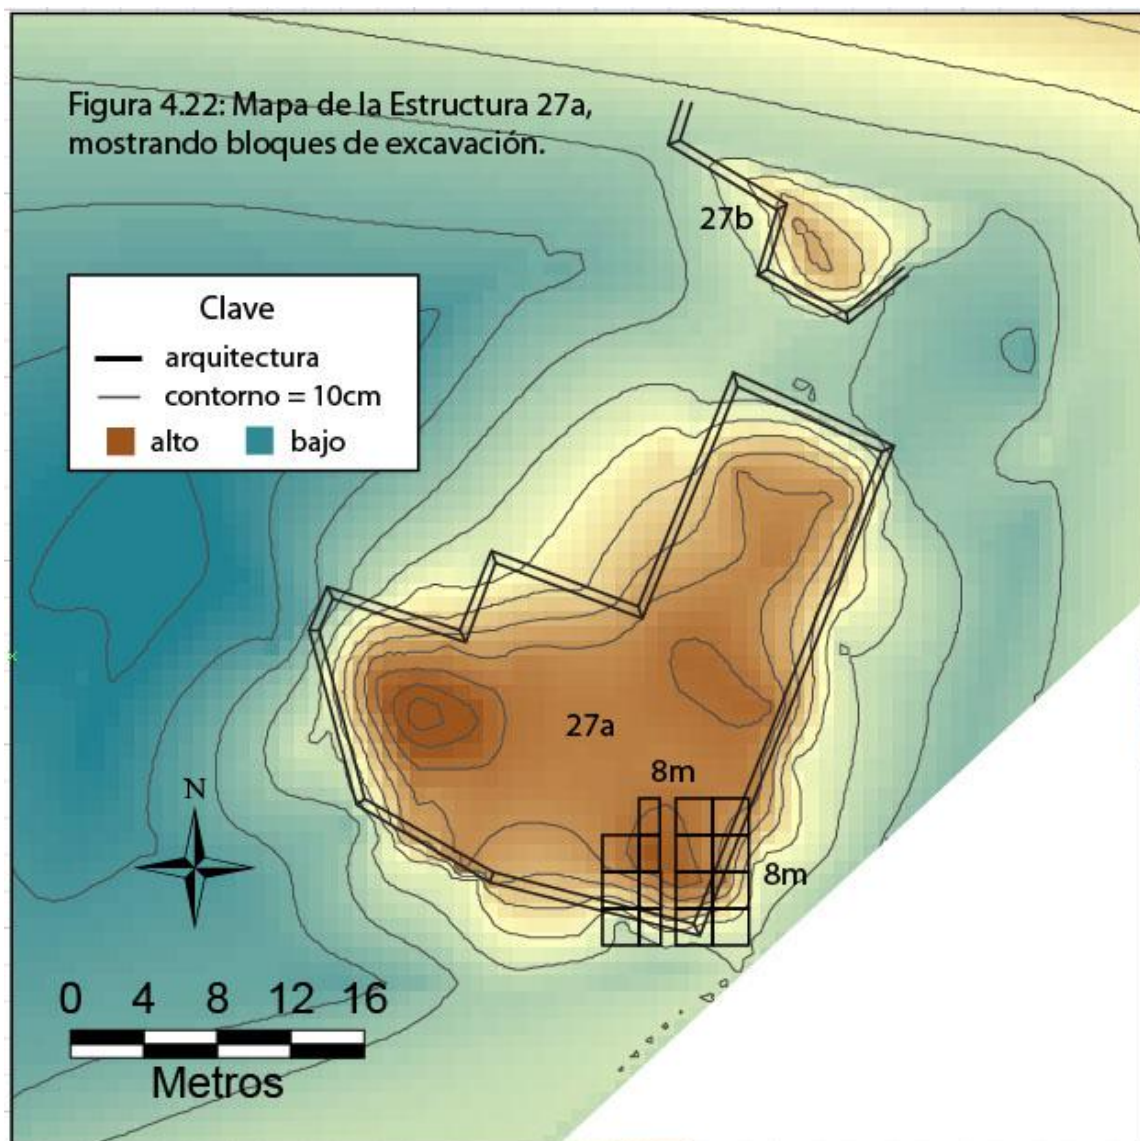 Figura 4.22: Mapa de la Estructura 27a,
mostrando bloques de excavación.
27b
Clave
arquitectura
contorno = 10cm
alto bajo
27a
8m
8m
N
0 4 8 12 16
Metros